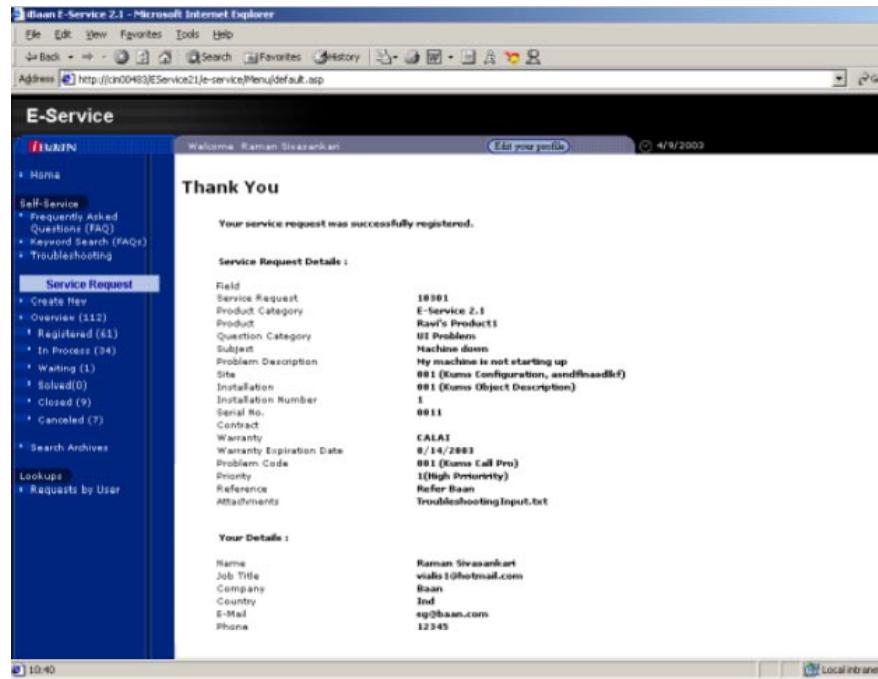 iBaan E-Service 2.1 - Microsoft Internet Explorer
File Edit View Favorites Tools Help
Back Search Favorites History
Address http://cin00483/EService21/e-service/Menu/default.asp
E-Service
iBAAN
Welcome Raman Sivasankari
Edit your profile
4/9/2003
Home
Self-Service
Frequently Asked Questions (FAQ)
Keyword Search (FAQs)
Troubleshooting
Service Request
Create New
Overview (112)
Registered (61)
In Process (34)
Waiting (1)
Solved(0)
Closed (9)
Canceled (7)
Search Archives
Lookups
Requests by User
Thank You
Your service request was successfully registered.
Service Request Details :
Field
Service Request 10301
Product Category E-Service 2.1
Product Ravi's Product1
Question Category UI Problem
Subject Machine down
Problem Description My machine is not starting up
Site 001 (Kums Configuration,
Installation 001 (Kums Object Description)
Installation Number 1
Serial No. 0011
Contract
Warranty CALA1
Warranty Expiration Date 8/14/2003
Problem Code 001 (Kums Call Pro)
Priority 1(High
Reference Refer Baan
Attachments TroubleshootingInput.txt
Your Details :
Name Raman Sivasankari
Job Title vialis1@hotmail.com
Company Baan
Country Ind
E-Mail sg@baan.com
Phone 12345
10:40
Local intrane